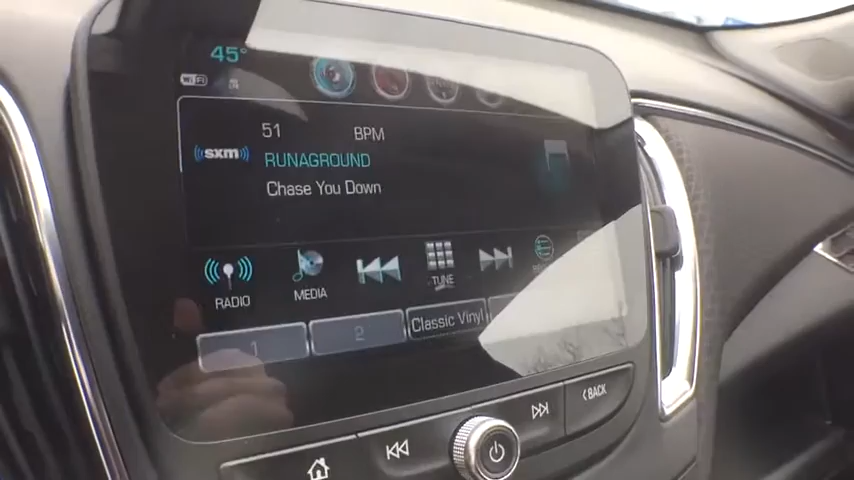 45°
WiFi
51 BPM
sxm
RUNAGROUND
Chase You Down
RADIO
MEDIA
TUNE
1
2
Classic Vinyl
BACK